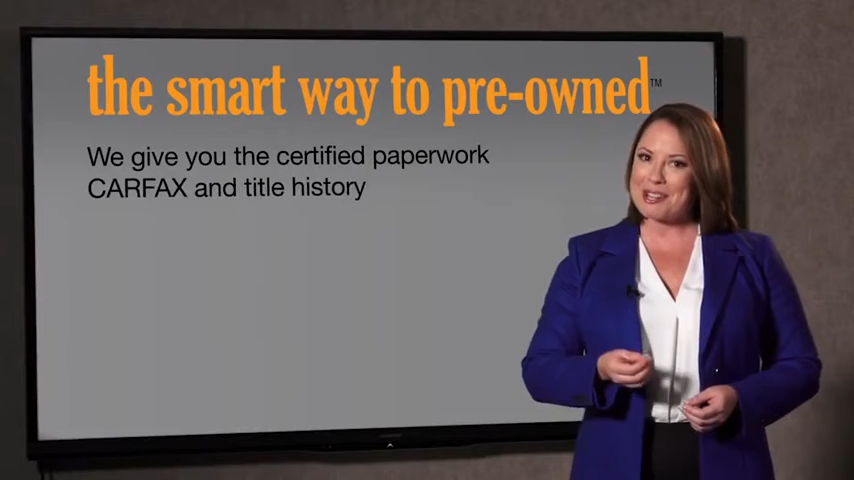 the smart way to pre-owned™
We give you the certified paperwork
CARFAX and title history